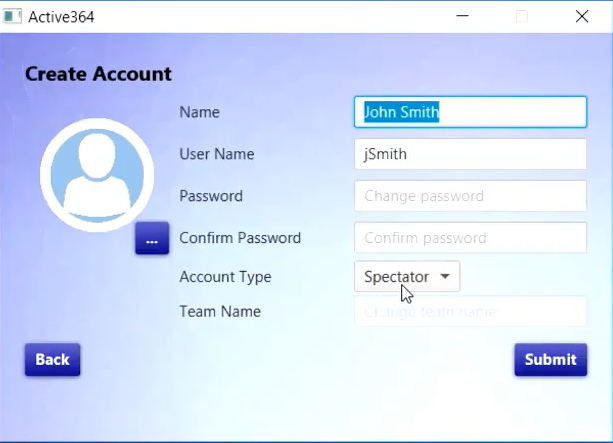 Active364
Create Account
Name John Smith
User Name jSmith
Password Change password
Confirm Password Confirm password
Account Type Spectator
Team Name Change team name
...
Back Submit